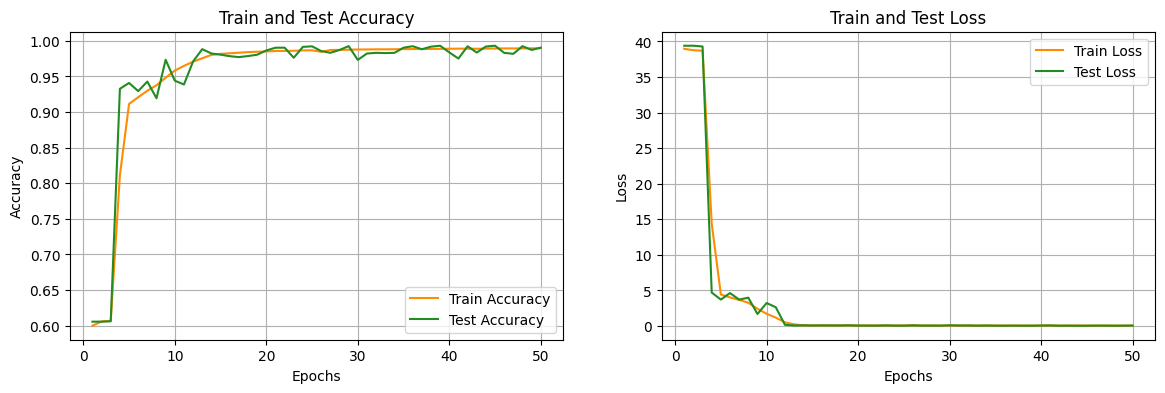 Train and Test Accuracy
1.00
0.95
0.90
0.85
0.80
0.75
0.70
0.65
0.60
Accuracy
0 10 20 30 40 50
Epochs
Train Accuracy
Test Accuracy
Train and Test Loss
40
35
30
25
20
15
10
5
0
Loss
0 10 20 30 40 50
Epochs
Train Loss
Test Loss